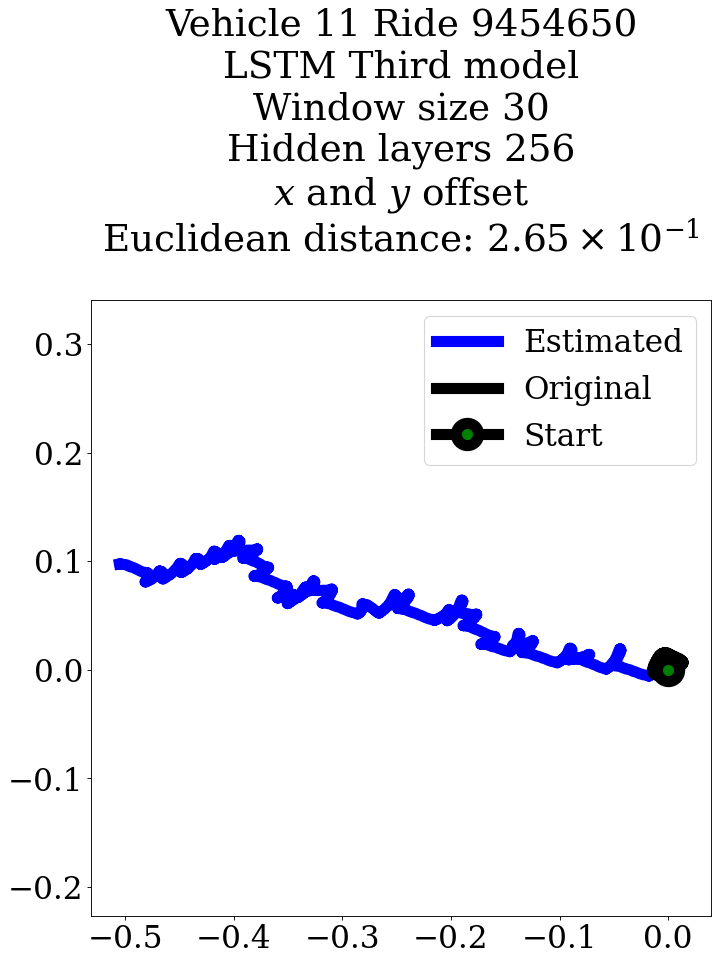 Vehicle 11 Ride 9454650
LSTM Third model
Window size 30
Hidden layers 256
x and y offset
Euclidean distance: 2.65 × 10⁻¹
Estimated
Original
Start
0.3
0.2
0.1
0.0
−0.1
−0.2
−0.5 −0.4 −0.3 −0.2 −0.1 0.0